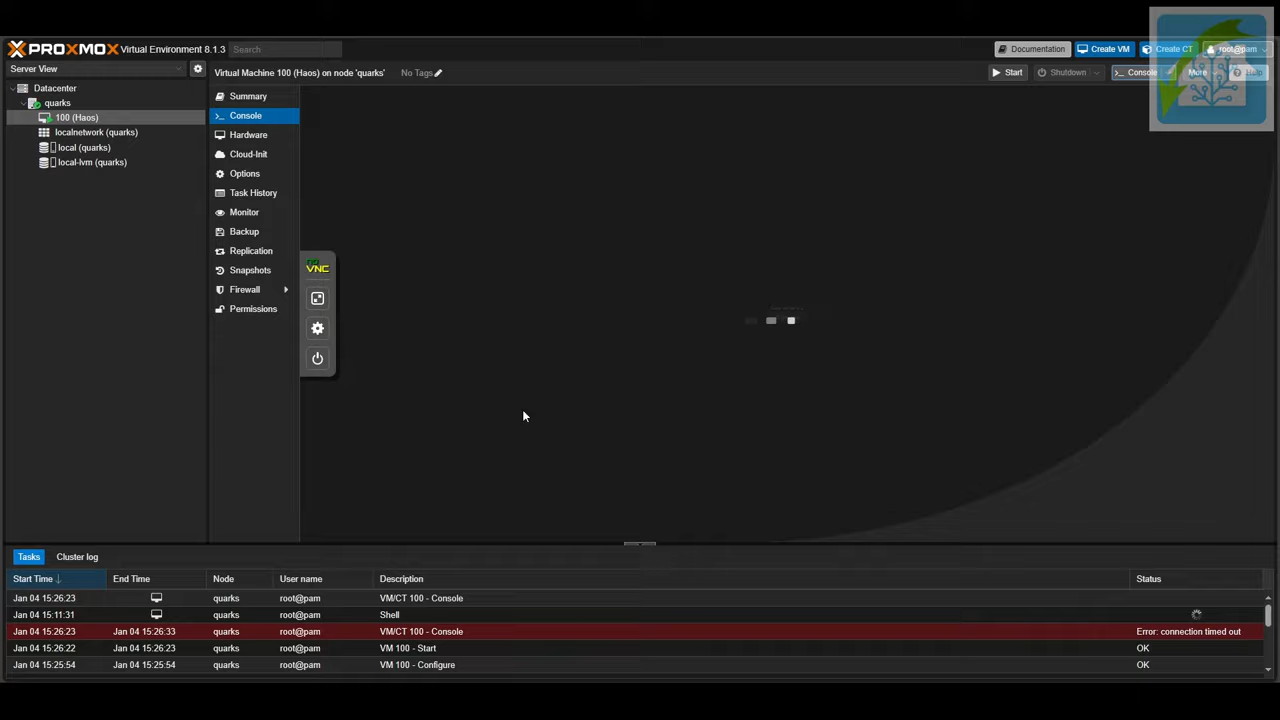 PROXMOX Virtual Environment 8.1.3 Search Documentation Create VM Create CT root@pam
Server View
Virtual Machine 100 (Haos) on node 'quarks' No Tags Start Shutdown Console More Help
Datacenter
quarks
100 (Haos)
localnetwork (quarks)
local (quarks)
local-lvm (quarks)
Summary
Console
Hardware
Cloud-Init
Options
Task History
Monitor
Backup
Replication
Snapshots
Firewall
Permissions
VNC
Tasks Cluster log
Start Time End Time Node User name Description Status
Jan 04 15:26:23 quarks root@pam VM/CT 100 - Console
Jan 04 15:11:31 quarks root@pam Shell
Jan 04 15:26:23 Jan 04 15:26:33 quarks root@pam VM/CT 100 - Console Error: connection timed out
Jan 04 15:26:22 Jan 04 15:26:23 quarks root@pam VM 100 - Start OK
Jan 04 15:25:54 Jan 04 15:25:54 quarks root@pam VM 100 - Configure OK